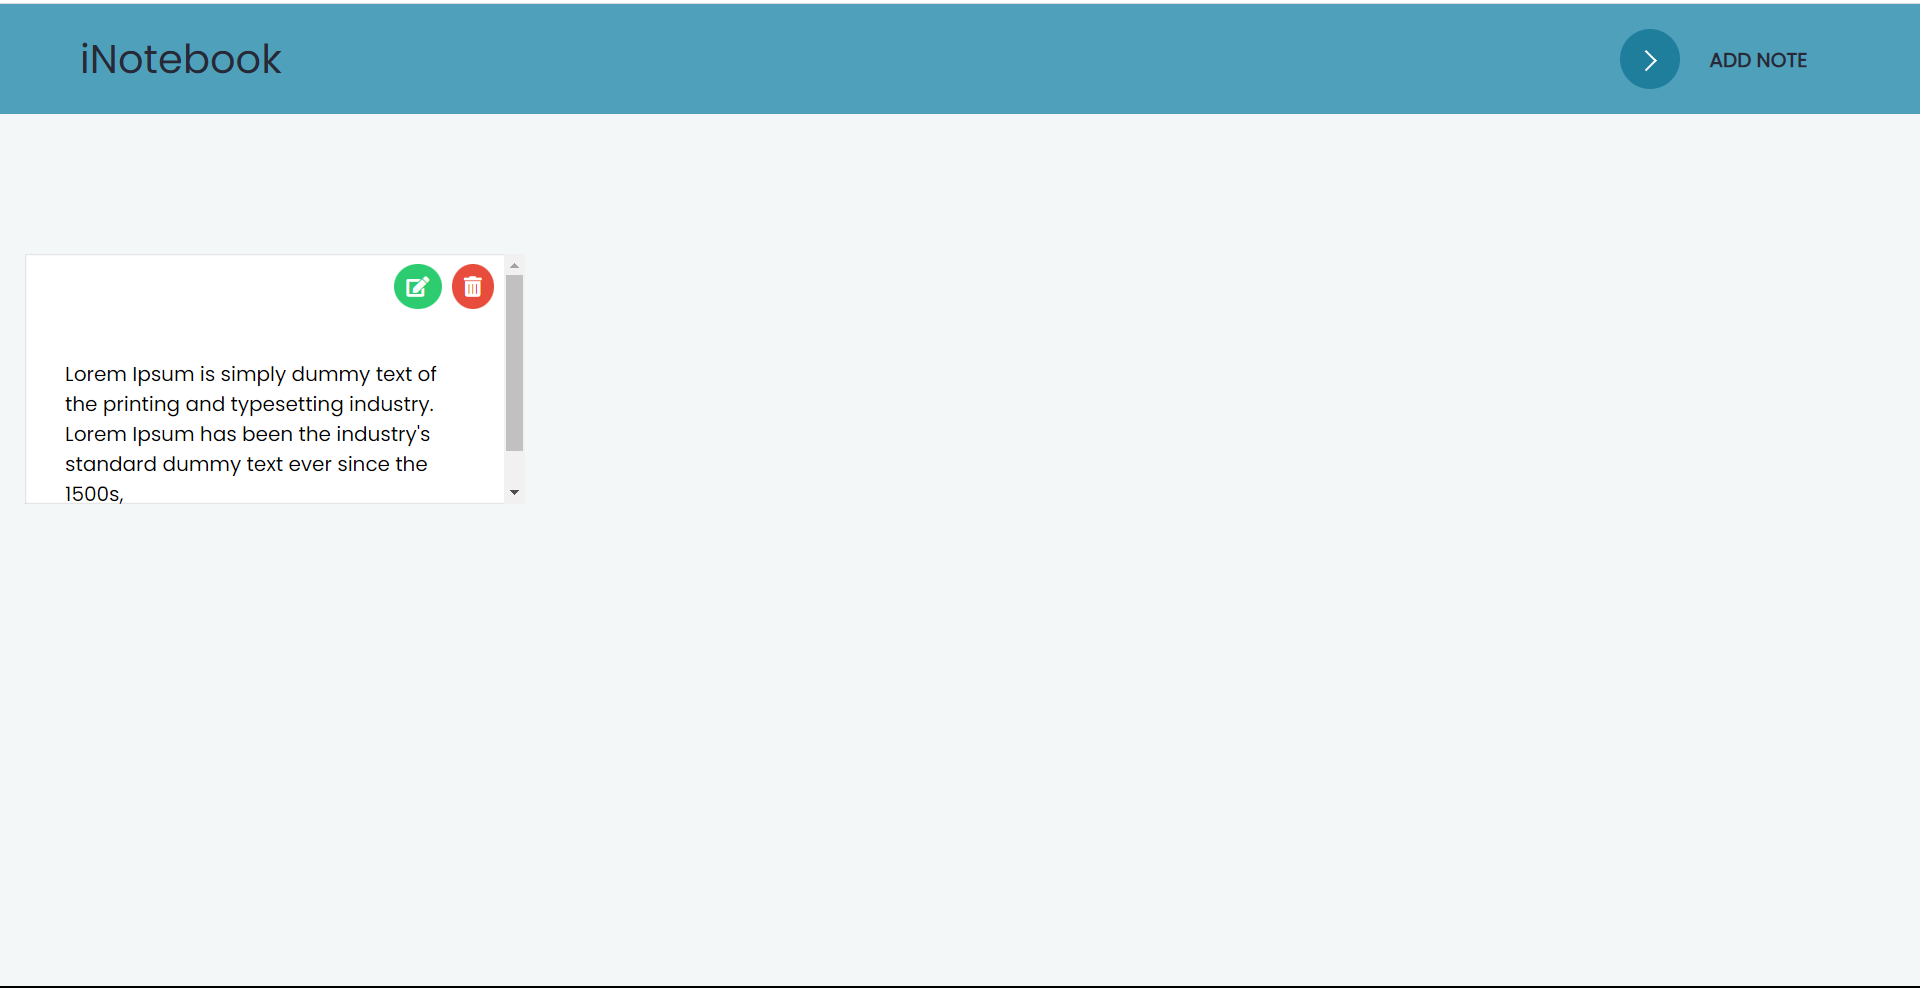 iNotebook
ADD NOTE
Lorem Ipsum is simply dummy text of
the printing and typesetting industry.
Lorem Ipsum has been the industry's
standard dummy text ever since the
1500s,